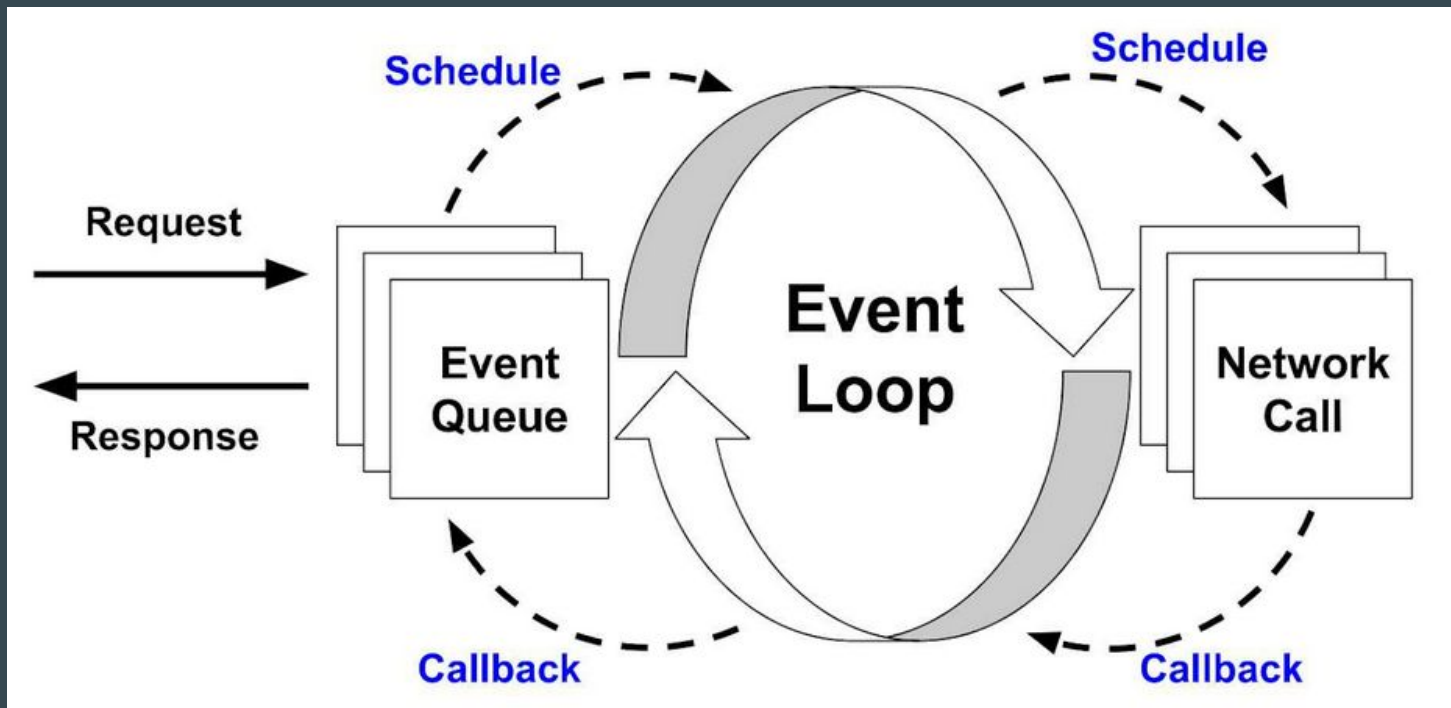 Schedule
Schedule
Request
Response
Event
Queue
Event
Loop
Network
Call
Callback
Callback